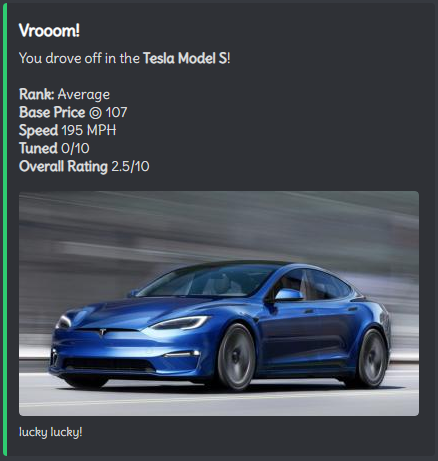 Vrooom!
You drove off in the Tesla Model S!
Rank: Average
Base Price ⌾ 107
Speed 195 MPH
Tuned 0/10
Overall Rating 2.5/10
lucky lucky!